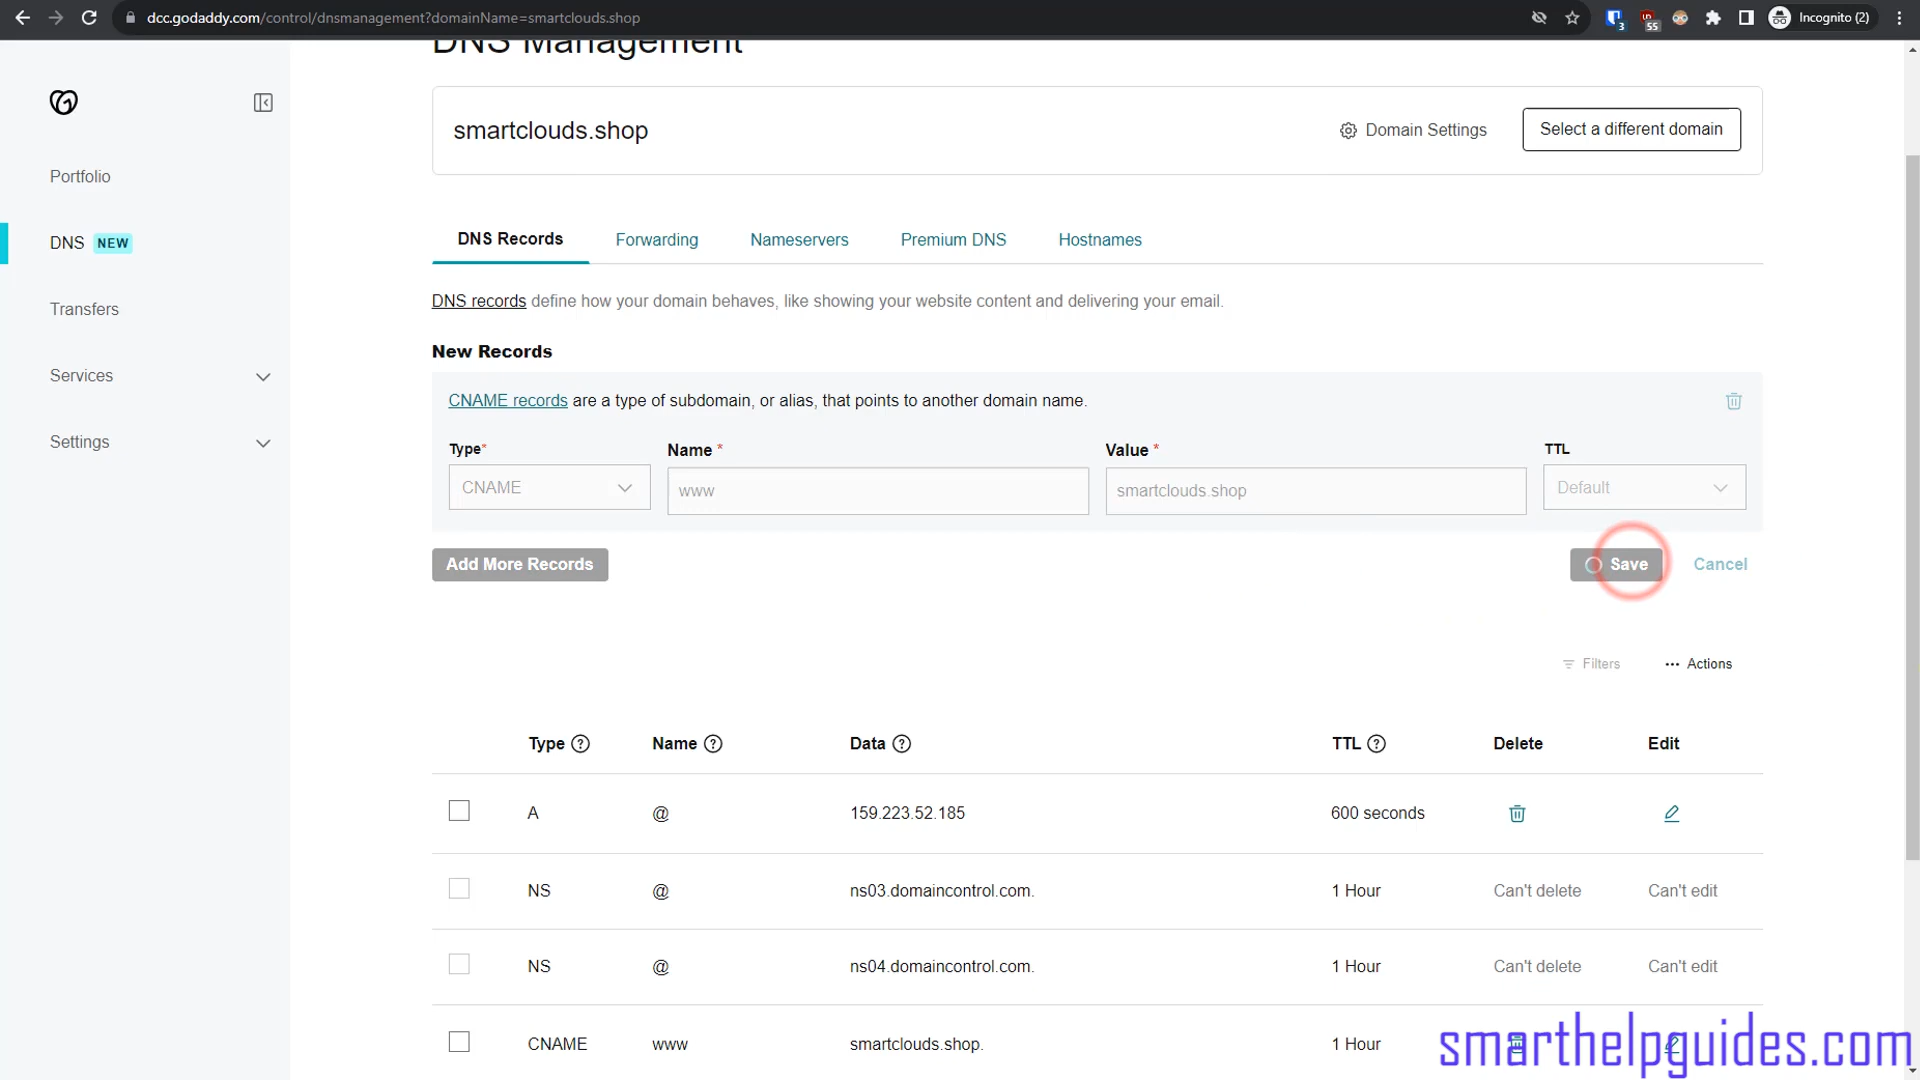 dcc.godaddy.com/control/dnsmanagement?domainName=smartclouds.shop
3
55
Incognito (2)
DNS Management
smartclouds.shop
Domain Settings
Select a different domain
Portfolio
DNS NEW
Transfers
Services
Settings
DNS Records
Forwarding
Nameservers
Premium DNS
Hostnames
DNS records define how your domain behaves, like showing your website content and delivering your email.
New Records
CNAME records are a type of subdomain, or alias, that points to another domain name.
Type* Name * Value * TTL
CNAME www smartclouds.shop Default
Add More Records
Save Cancel
Filters ••• Actions
Type ? Name ? Data ? TTL ? Delete Edit
A @ 159.223.52.185 600 seconds
NS @ ns03.domaincontrol.com. 1 Hour Can't delete Can't edit
NS @ ns04.domaincontrol.com. 1 Hour Can't delete Can't edit
CNAME www smartclouds.shop. 1 Hour
smarthelpguides.com